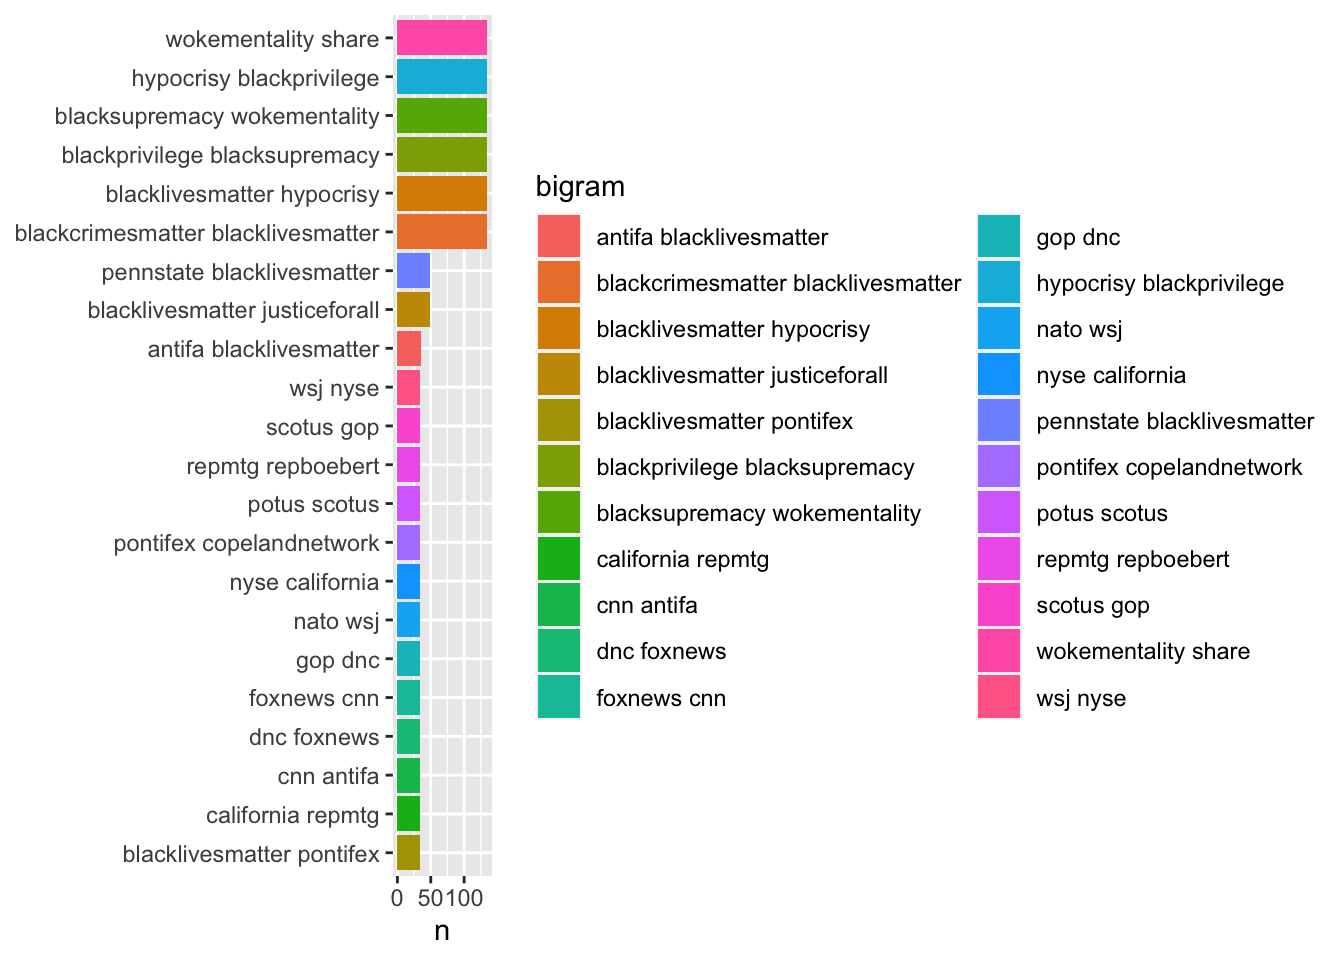 wokementality share
hypocrisy blackprivilege
blacksupremacy wokementality
blackprivilege blacksupremacy
blacklivesmatter hypocrisy
blackcrimesmatter blacklivesmatter
pennstate blacklivesmatter
blacklivesmatter justiceforall
antifa blacklivesmatter
wsj nyse
scotus gop
repmtg repboebert
potus scotus
pontifex copelandnetwork
nyse california
nato wsj
gop dnc
foxnews cnn
dnc foxnews
cnn antifa
california repmtg
blacklivesmatter pontifex
0 50 100
n
bigram
antifa blacklivesmatter
blackcrimesmatter blacklivesmatter
blacklivesmatter hypocrisy
blacklivesmatter justiceforall
blacklivesmatter pontifex
blackprivilege blacksupremacy
blacksupremacy wokementality
california repmtg
cnn antifa
dnc foxnews
foxnews cnn
gop dnc
hypocrisy blackprivilege
nato wsj
nyse california
pennstate blacklivesmatter
pontifex copelandnetwork
potus scotus
repmtg repboebert
scotus gop
wokementality share
wsj nyse